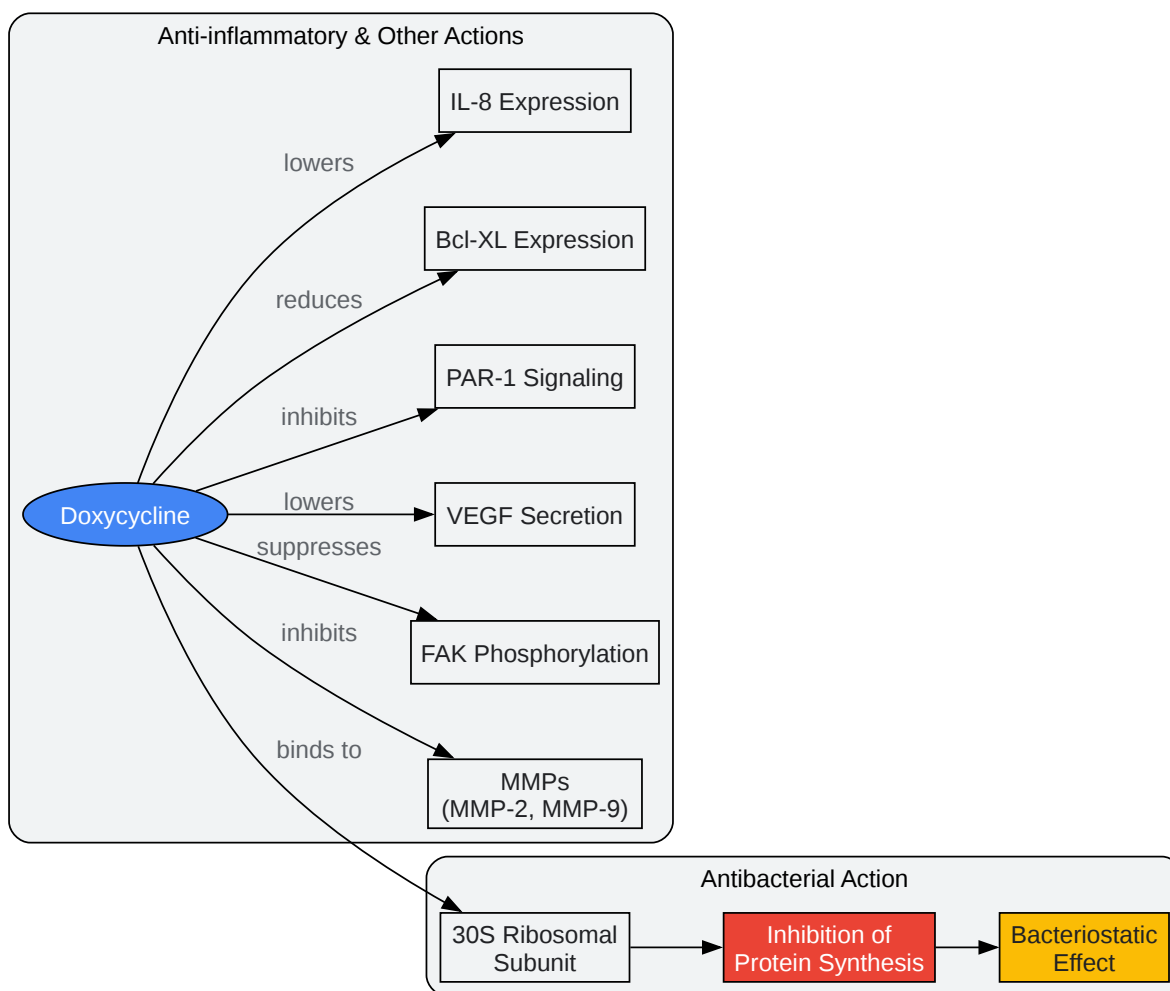 Anti-inflammatory & Other Actions
IL-8 Expression
lowers
Bcl-XL Expression
reduces
PAR-1 Signaling
inhibits
Doxycycline
lowers
VEGF Secretion
suppresses
FAK Phosphorylation
inhibits
binds to
MMPs
(MMP-2, MMP-9)
Antibacterial Action
30S Ribosomal
Subunit
Inhibition of
Protein Synthesis
Bacteriostatic
Effect